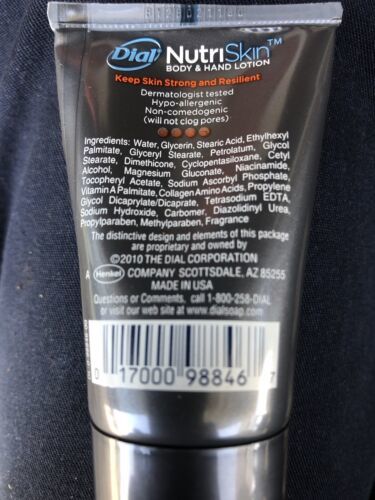 Dial NutriSkin™
BODY & HAND LOTION
Keep Skin Strong and Resilient
Dermatologist tested
Hypo-allergenic
Non-comedogenic
(will not clog pores)
Ingredients: Water, Glycerin, Stearic Acid, Ethylhexyl
Palmitate, Glyceryl Stearate, Petrolatum, Glycol
Stearate, Dimethicone, Cyclopentasiloxane, Cetyl
Alcohol, Magnesium Gluconate, Niacinamide,
Tocopheryl Acetate, Sodium Ascorbyl Phosphate,
Vitamin A Palmitate, Collagen Amino Acids, Propylene
Glycol Dicaprylate/Dicaprate, Tetrasodium EDTA,
Sodium Hydroxide, Carbomer, Diazolidinyl Urea,
Propylparaben, Methylparaben, Fragrance
The distinctive design and elements of this package
are proprietary and owned by
©2010 THE DIAL CORPORATION
A Henkel COMPANY SCOTTSDALE, AZ 85255
MADE IN USA
Questions or Comments, call 1-800-258-DIAL
or visit our web site at www.dialsoap.com
0 17000 98846 7